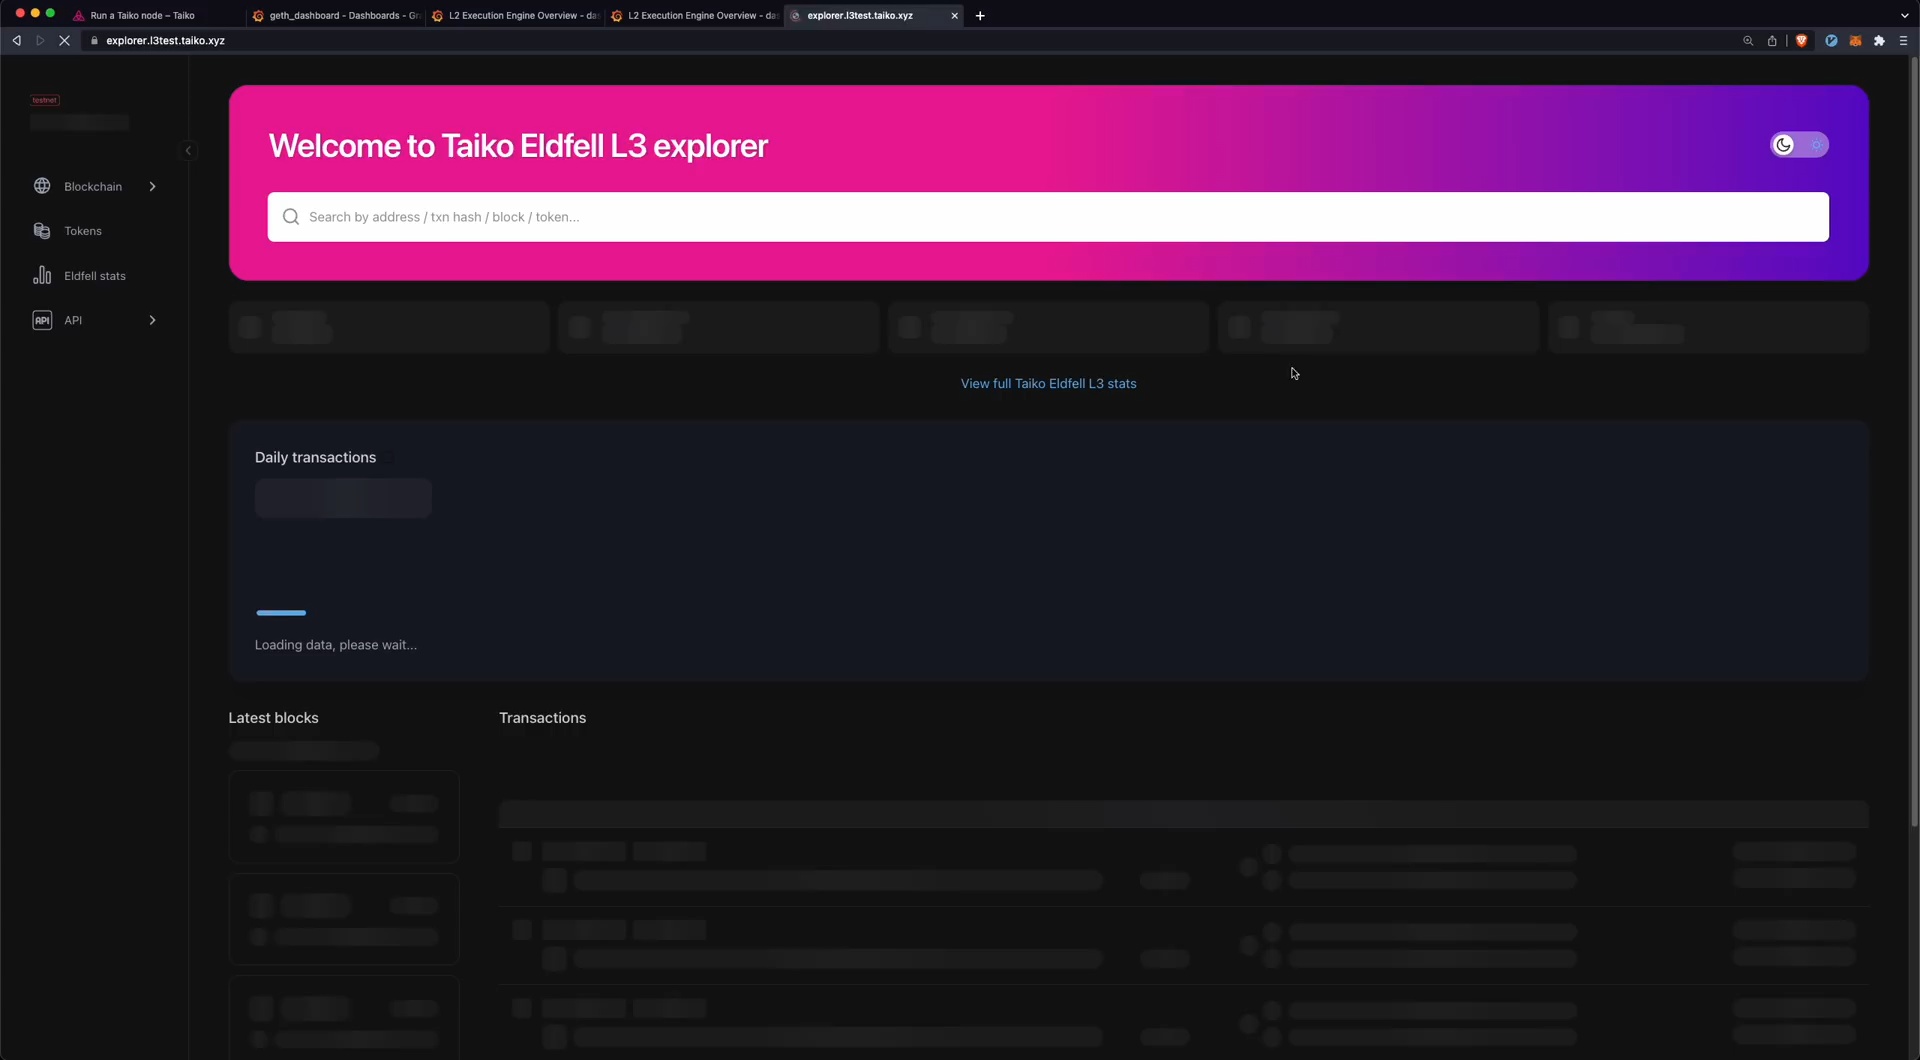 Run a Taiko node – Taiko
geth_dashboard - Dashboards - Gr
L2 Execution Engine Overview - da
L2 Execution Engine Overview - da
explorer.l3test.taiko.xyz
explorer.l3test.taiko.xyz
testnet
Welcome to Taiko Eldfell L3 explorer
Search by address / txn hash / block / token...
Blockchain
Tokens
Eldfell stats
API
API
View full Taiko Eldfell L3 stats
Daily transactions
Loading data, please wait...
Latest blocks
Transactions